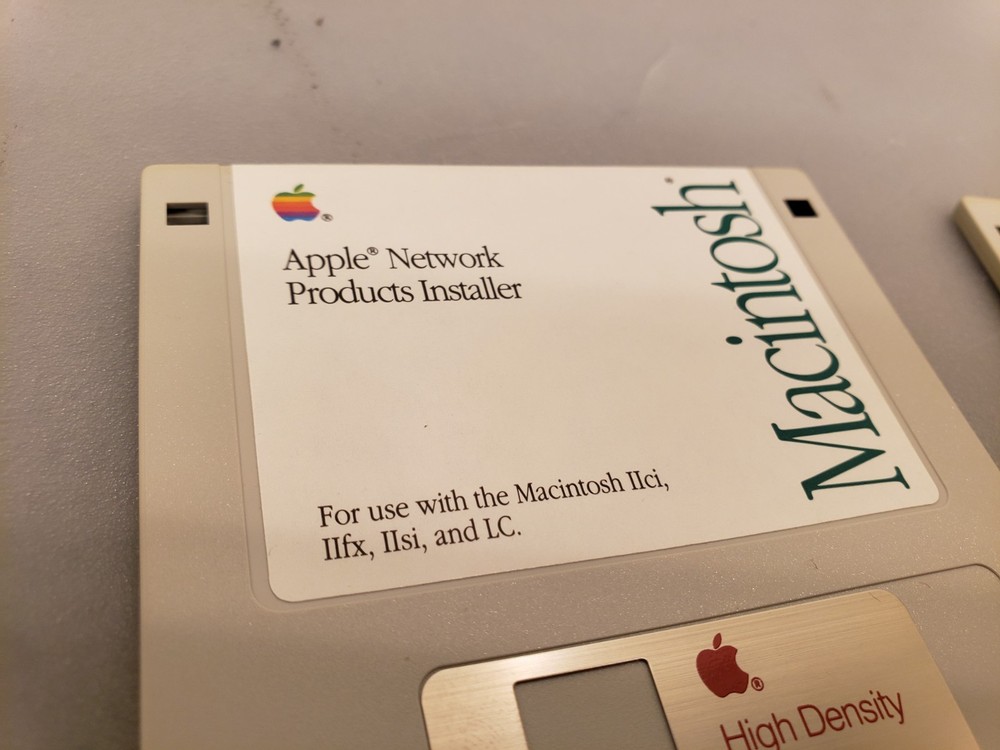 ®
Apple® Network
Products Installer
Macintosh®
For use with the Macintosh IIci,
IIfx, IIsi, and LC.
®
High Density